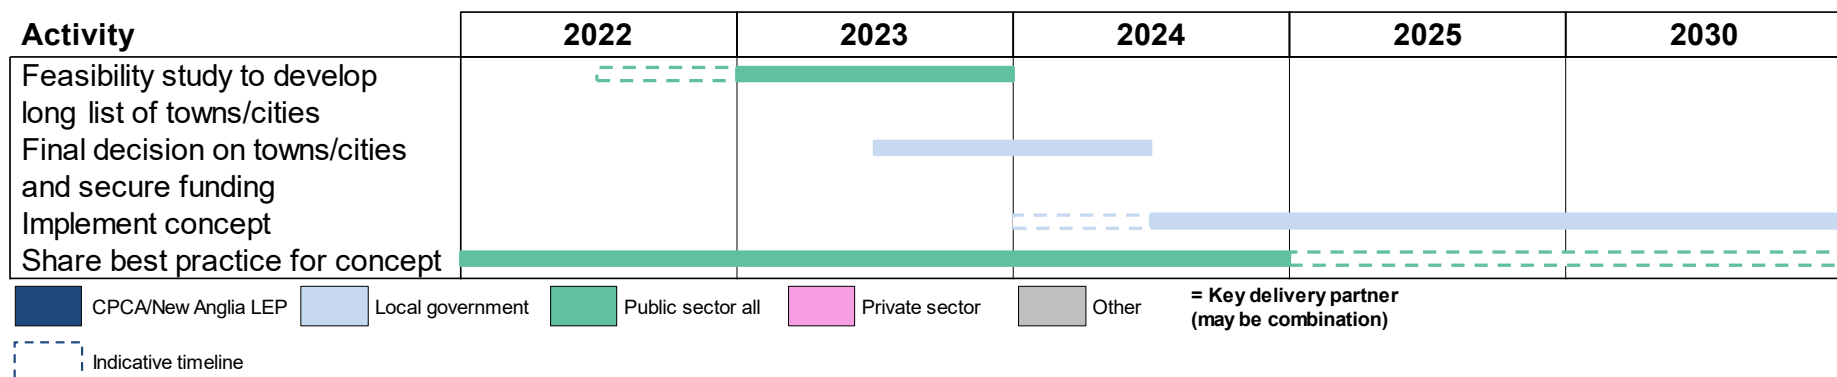 Activity 2022 2023 2024 2025 2030
Feasibility study to develop
long list of towns/cities
Final decision on towns/cities
and secure funding
Implement concept
Share best practice for concept
CPCA/New Anglia LEP Local government Public sector all Private sector Other = Key delivery partner
(may be combination)
Indicative timeline